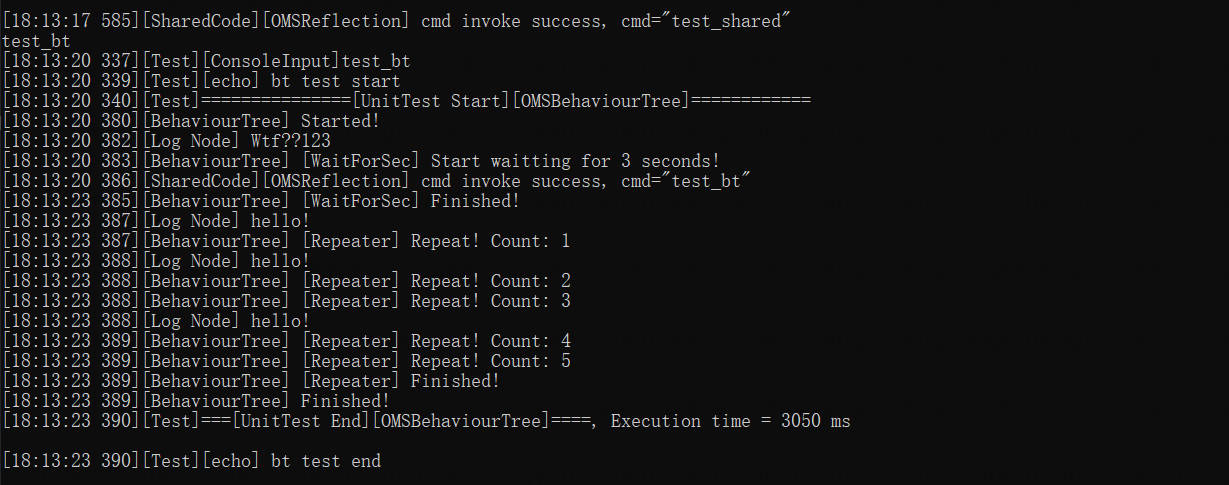 [18:13:17 585][SharedCode][OMSReflection] cmd invoke success, cmd="test_shared"
test_bt
[18:13:20 337][Test][ConsoleInput]test_bt
[18:13:20 339][Test][echo] bt test start
[18:13:20 340][Test]===============[UnitTest Start][OMSBehaviourTree]============
[18:13:20 380][BehaviourTree] Started!
[18:13:20 382][Log Node] Wtf??123
[18:13:20 383][BehaviourTree] [WaitForSec] Start waitting for 3 seconds!
[18:13:20 386][SharedCode][OMSReflection] cmd invoke success, cmd="test_bt"
[18:13:23 385][BehaviourTree] [WaitForSec] Finished!
[18:13:23 387][Log Node] hello!
[18:13:23 387][BehaviourTree] [Repeater] Repeat! Count: 1
[18:13:23 388][Log Node] hello!
[18:13:23 388][BehaviourTree] [Repeater] Repeat! Count: 2
[18:13:23 388][BehaviourTree] [Repeater] Repeat! Count: 3
[18:13:23 388][Log Node] hello!
[18:13:23 389][BehaviourTree] [Repeater] Repeat! Count: 4
[18:13:23 389][BehaviourTree] [Repeater] Repeat! Count: 5
[18:13:23 389][BehaviourTree] [Repeater] Finished!
[18:13:23 389][BehaviourTree] Finished!
[18:13:23 390][Test]===[UnitTest End][OMSBehaviourTree]====, Execution time = 3050 ms
[18:13:23 390][Test][echo] bt test end